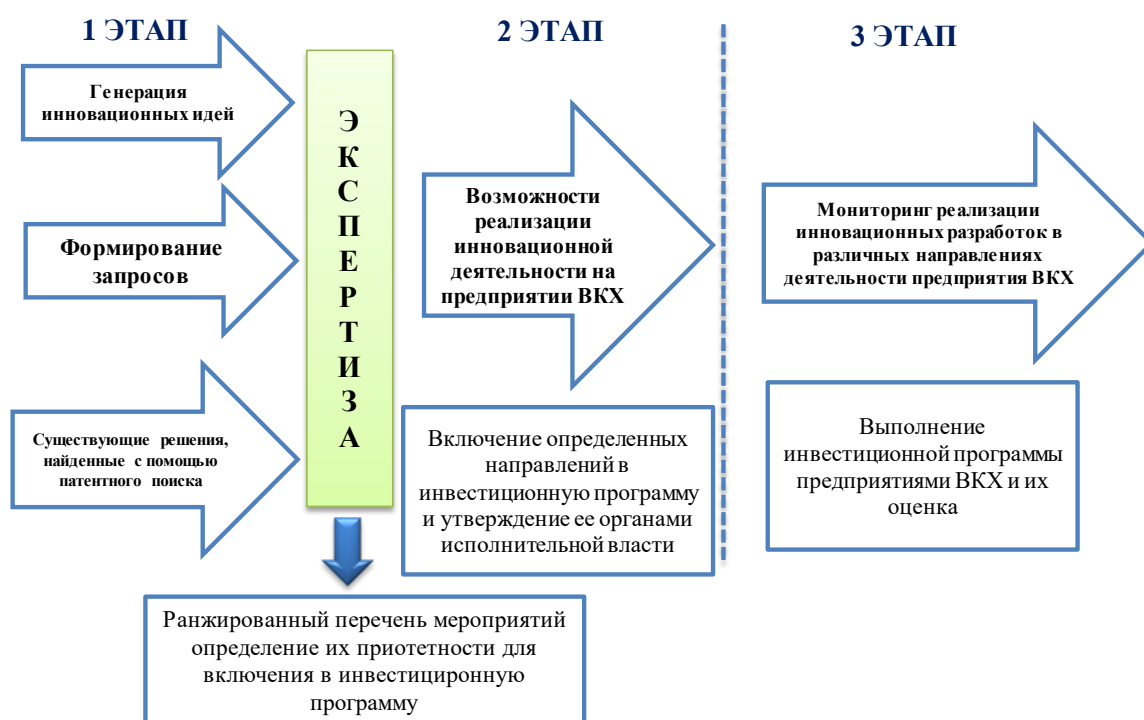 1 ЭТАП
Генерация
инновационных идей
Формирование
запросов
Существующие решения,
найденные с помощью
патентного поиска
Э
К
С
П
Е
Р
Т
И
З
А
Ранжированный перечень мероприятий
определение их приотетности для
включения в инвестициронную
программу
2 ЭТАП
Возможности
реализации
инновационной
деятельности на
предприятии ВКХ
Включение определенных
направлений в
инвестиционную программу
и утверждение ее органами
исполнительной власти
3 ЭТАП
Мониторинг реализации
инновационных разработок в
различных направлениях
деятельности предприятия ВКХ
Выполнение
инвестиционной программы
предприятиями ВКХ и их
оценка